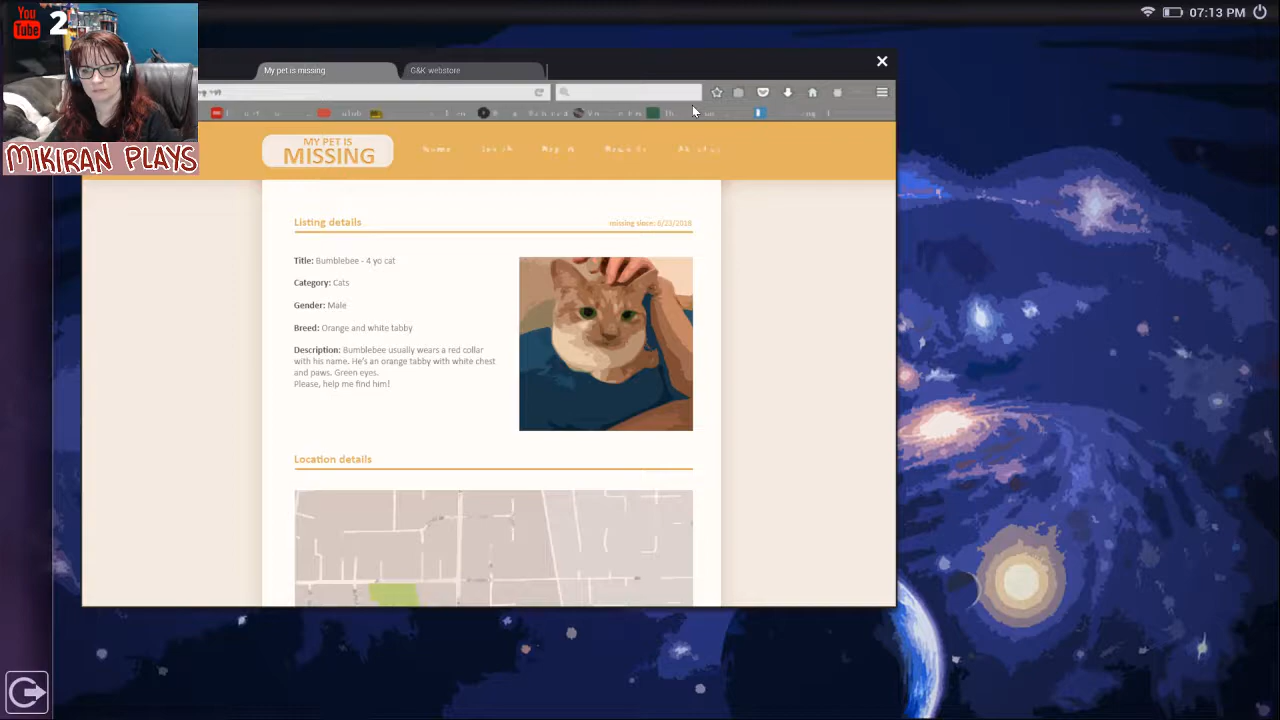 YouTube
2
MIKIRAN PLAYS
07:13 PM
My pet is missing
G&K webstore
MY PET IS
MISSING
Listing details
missing since: 6/23/2018
Title: Bumblebee - 4 yo cat
Category: Cats
Gender: Male
Breed: Orange and white tabby
Description: Bumblebee usually wears a red collar
with his name. He's an orange tabby with white chest
and paws. Green eyes.
Please, help me find him!
Location details